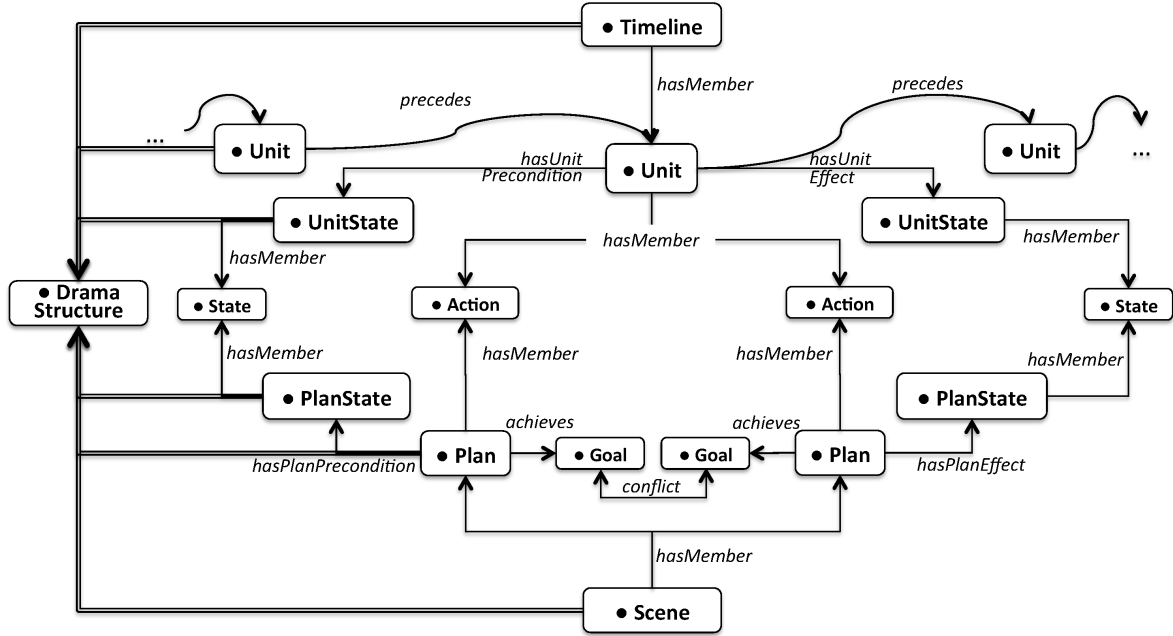 ● Timeline
hasMember
precedes
precedes
...
● Unit
● Unit
● Unit
...
hasUnit
Precondition
hasUnit
Effect
● UnitState
● UnitState
hasMember
hasMember
hasMember
● Drama
Structure
● State
● Action
● Action
● State
hasMember
hasMember
hasMember
hasMember
● PlanState
● PlanState
achieves
achieves
● Plan
● Goal
● Goal
● Plan
hasPlanPrecondition
hasPlanEffect
conflict
hasMember
● Scene